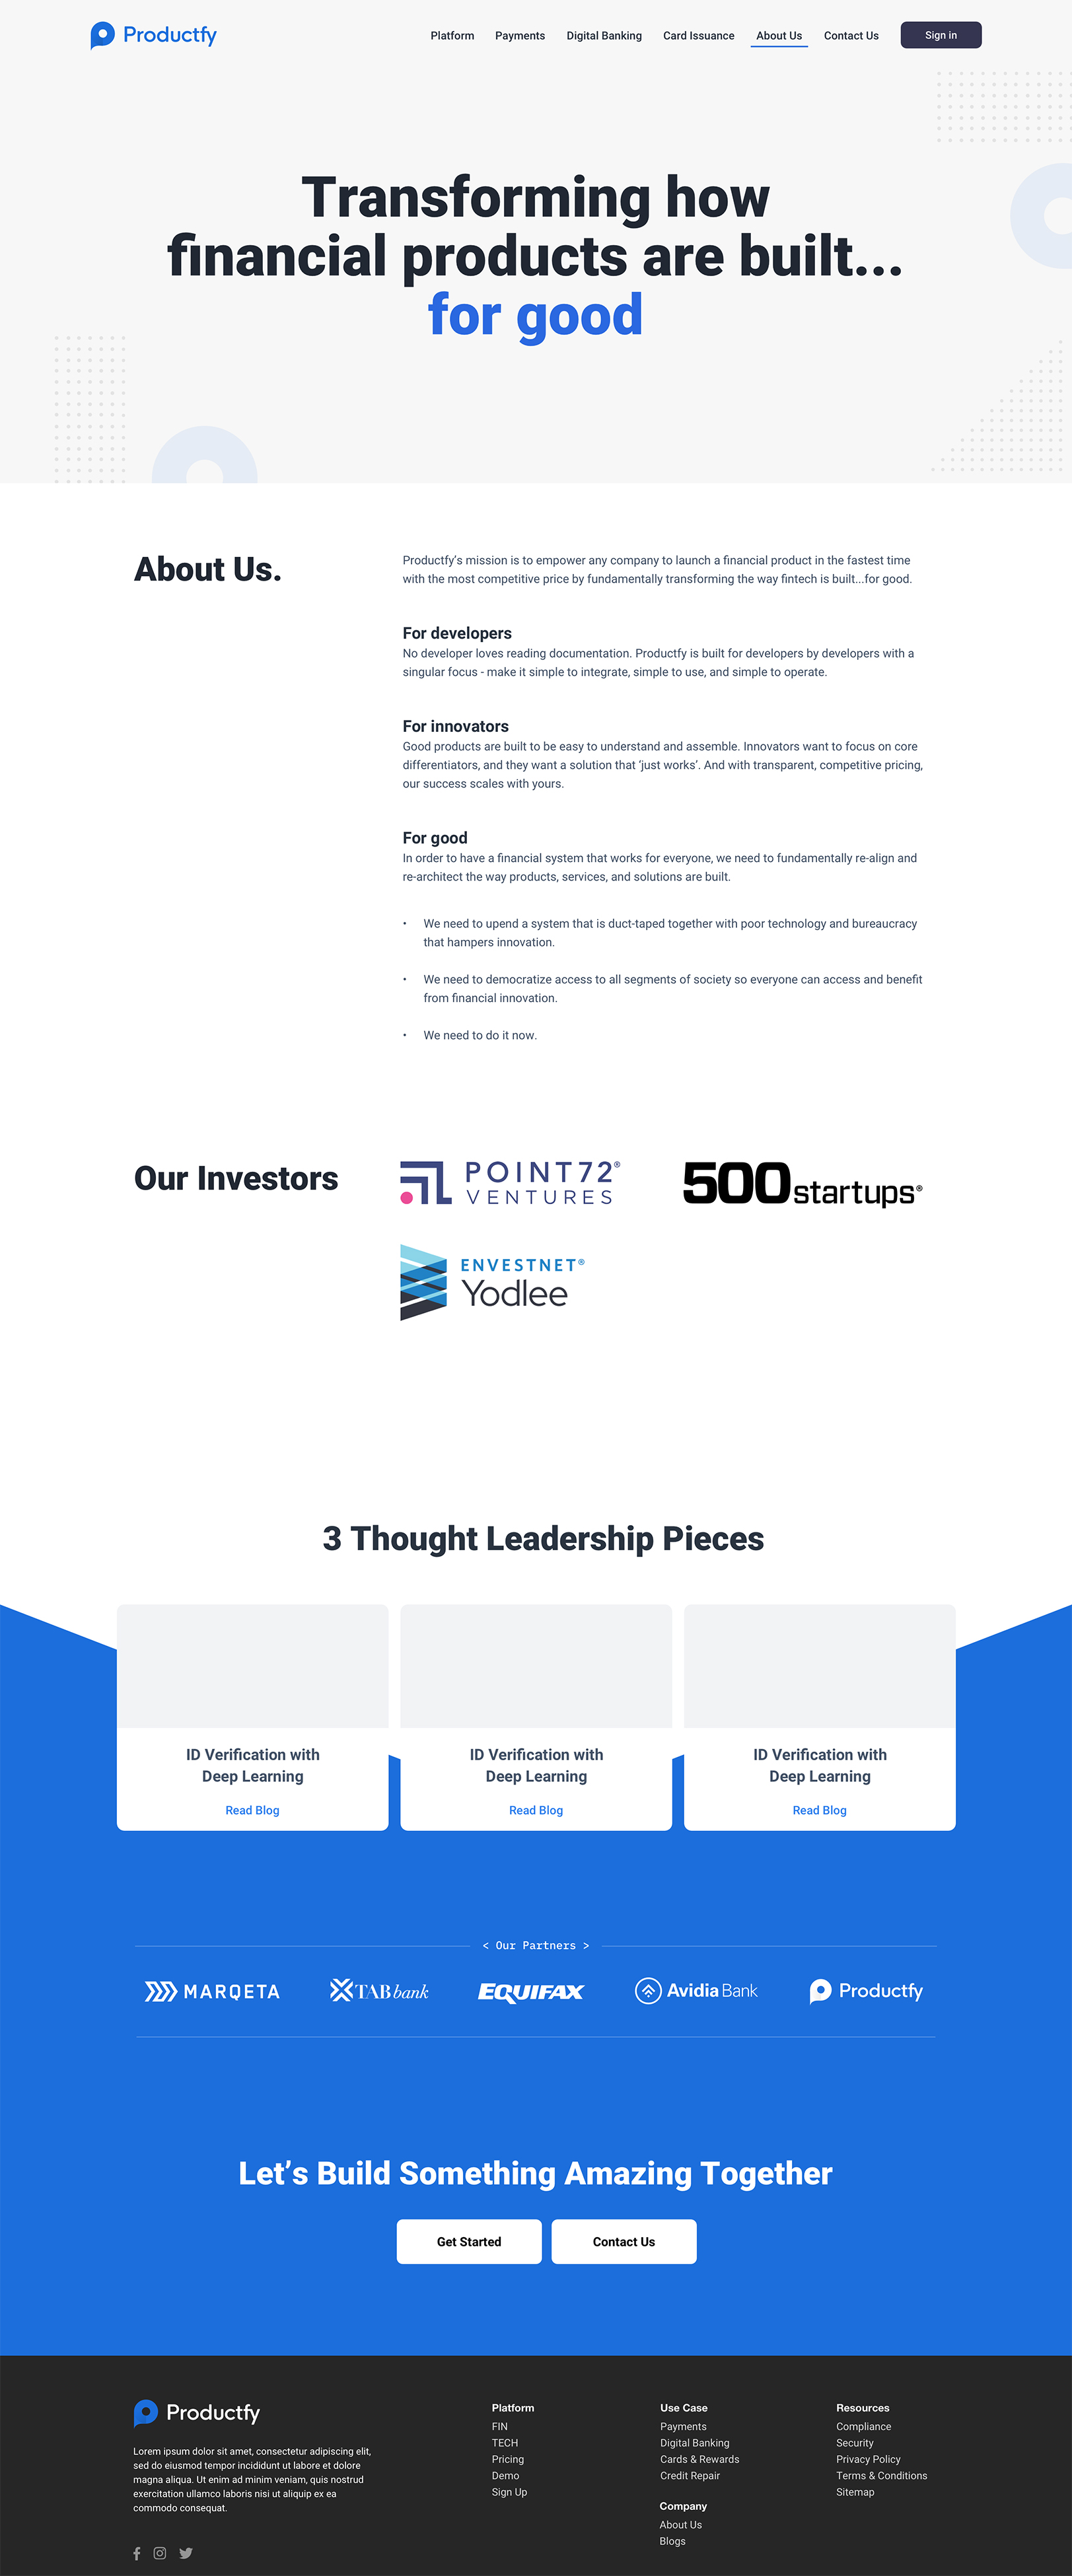 Productfy
Platform
Payments
Digital Banking
Card Issuance
About Us
Contact Us
Sign in
Transforming how
financial products are built...
for good
About Us.
Productfy's mission is to empower any company to launch a financial product in the fastest time
with the most competitive price by fundamentally transforming the way fintech is built...for good.
For developers
No developer loves reading documentation. Productfy is built for developers by developers with a
singular focus - make it simple to integrate, simple to use, and simple to operate.
For innovators
Good products are built to be easy to understand and assemble. Innovators want to focus on core
differentiators, and they want a solution that ‘just works’. And with transparent, competitive pricing,
our success scales with yours.
For good
In order to have a financial system that works for everyone, we need to fundamentally re-align and
re-architect the way products, services, and solutions are built.
• We need to upend a system that is duct-taped together with poor technology and bureaucracy
that hampers innovation.
• We need to democratize access to all segments of society so everyone can access and benefit
from financial innovation.
• We need to do it now.
Our Investors
POINT72®
VENTURES
500startups®
ENVESTNET®
Yodlee
3 Thought Leadership Pieces
ID Verification with
Deep Learning
Read Blog
ID Verification with
Deep Learning
Read Blog
ID Verification with
Deep Learning
Read Blog
< Our Partners >
MARQETA
TAB bank
EQUIFAX
Avidia Bank
Productfy
Let’s Build Something Amazing Together
Get Started
Contact Us
Productfy
Lorem ipsum dolor sit amet, consectetur adipiscing elit,
sed do eiusmod tempor incididunt ut labore et dolore
magna aliqua. Ut enim ad minim veniam, quis nostrud
exercitation ullamco laboris nisi ut aliquip ex ea
commodo consequat.
Platform
FIN
TECH
Pricing
Demo
Sign Up
Use Case
Payments
Digital Banking
Cards & Rewards
Credit Repair
Company
About Us
Blogs
Resources
Compliance
Security
Privacy Policy
Terms & Conditions
Sitemap